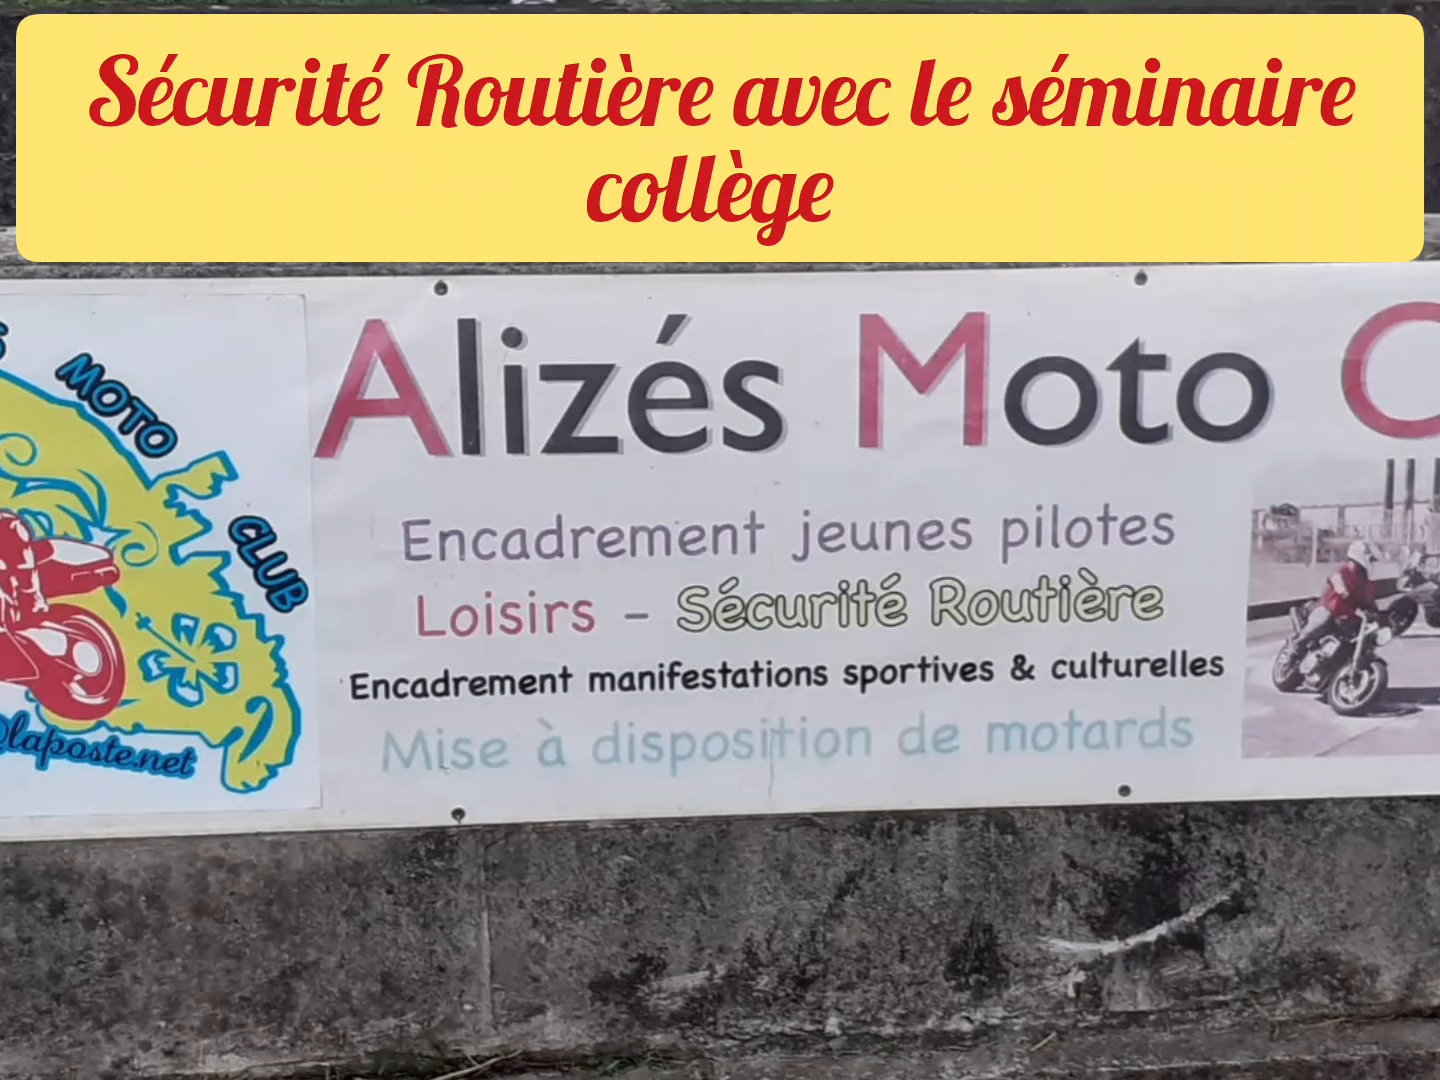 Sécurité Routière avec le séminaire
collège
MOTO
CLUB
@laposte.net
Alizés Moto C
Encadrement jeunes pilotes
Loisirs - Sécurité Routière
Encadrement manifestations sportives & culturelles
Mise à disposition de motards